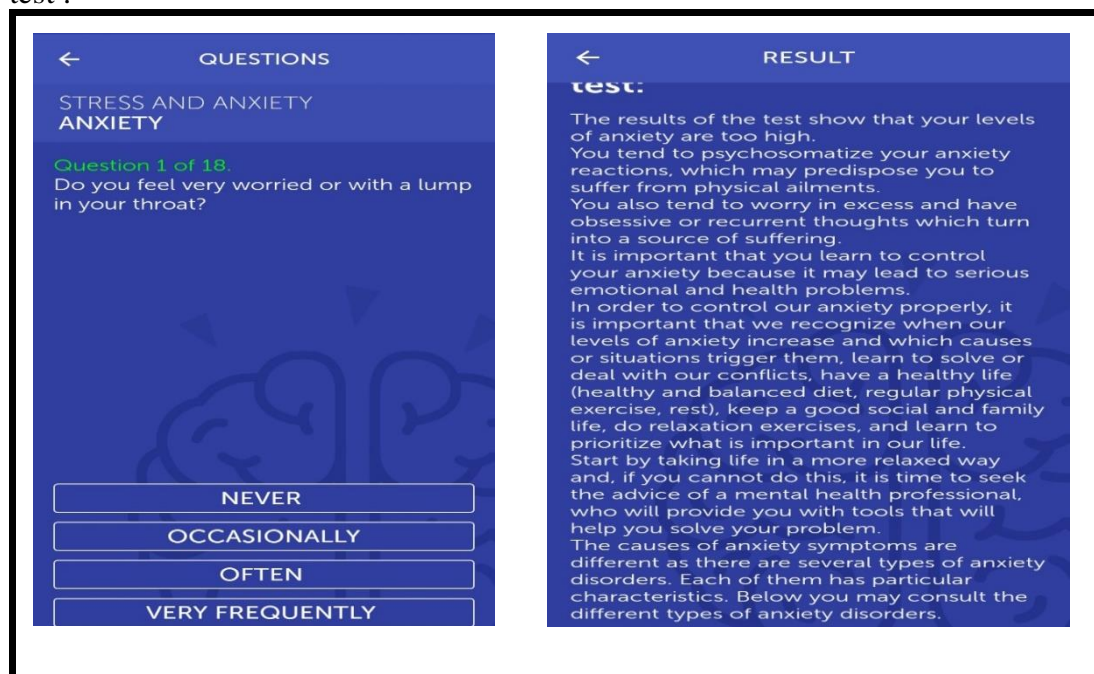 test :
← QUESTIONS
STRESS AND ANXIETY
ANXIETY
Question 1 of 18.
Do you feel very worried or with a lump
in your throat?
NEVER
OCCASIONALLY
OFTEN
VERY FREQUENTLY
← RESULT
test:
The results of the test show that your levels
of anxiety are too high.
You tend to psychosomatize your anxiety
reactions, which may predispose you to
suffer from physical ailments.
You also tend to worry in excess and have
obsessive or recurrent thoughts which turn
into a source of suffering.
It is important that you learn to control
your anxiety because it may lead to serious
emotional and health problems.
In order to control our anxiety properly, it
is important that we recognize when our
levels of anxiety increase and which causes
or situations trigger them, learn to solve or
deal with our conflicts, have a healthy life
(healthy and balanced diet, regular physical
exercise, rest), keep a good social and family
life, do relaxation exercises, and learn to
prioritize what is important in our life.
Start by taking life in a more relaxed way
and, if you cannot do this, it is time to seek
the advice of a mental health professional,
who will provide you with tools that will
help you solve your problem.
The causes of anxiety symptoms are
different as there are several types of anxiety
disorders. Each of them has particular
characteristics. Below you may consult the
different types of anxiety disorders.